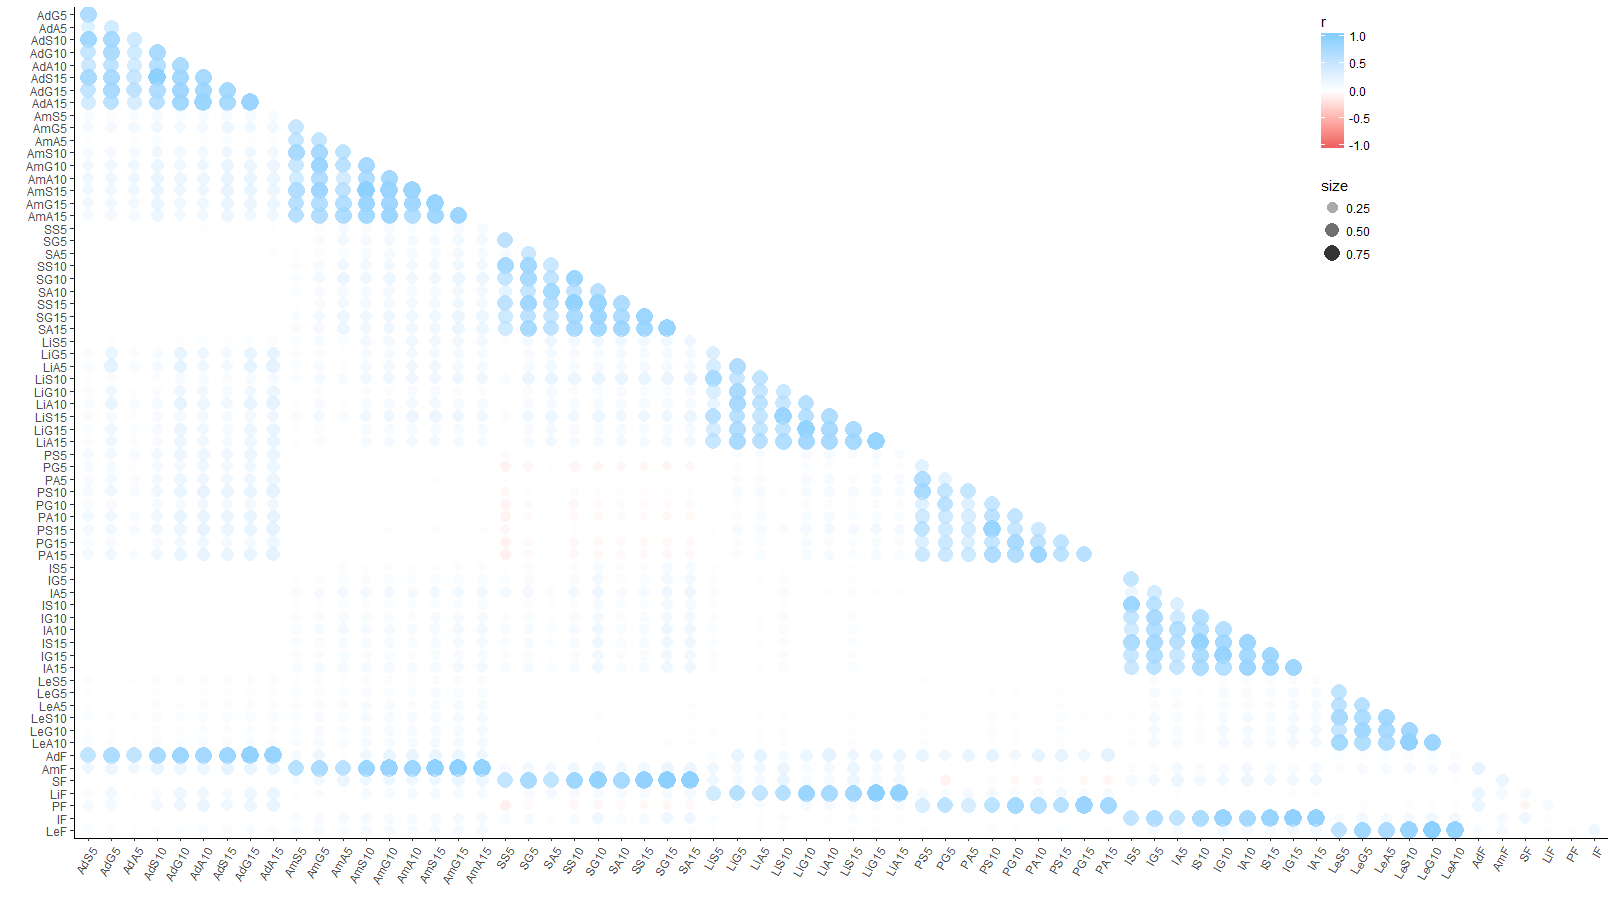 AdG5
AdA5
AdS10
AdG10
AdA10
AdS15
AdG15
AdA15
AmS5
AmG5
AmA5
AmS10
AmG10
AmA10
AmS15
AmG15
AmA15
SS5
SG5
SA5
SS10
SG10
SA10
SS15
SG15
SA15
LiS5
LiG5
LiA5
LiS10
LiG10
LiA10
LiS15
LiG15
LiA15
PS5
PG5
PA5
PS10
PG10
PA10
PS15
PG15
PA15
IS5
IG5
IA5
IS10
IG10
IA10
IS15
IG15
IA15
LeS5
LeG5
LeA5
LeS10
LeG10
LeA10
AdF
AmF
SF
LiF
PF
IF
LeF
r
1.0
0.5
0.0
-0.5
-1.0
size
0.25
0.50
0.75
AdS5 AdG5 AdA5 AdS10 AdG10 AdA10 AdS15 AdG15 AdA15 AmS5 AmG5 AmA5 AmS10 AmG10 AmA10 AmS15 AmG15 AmA15 SS5 SG5 SA5 SS10 SG10 SA10 SS15 SG15 SA15 LiS5 LiG5 LiA5 LiS10 LiG10 LiA10 LiS15 LiG15 LiA15 PS5 PG5 PA5 PS10 PG10 PA10 PS15 PG15 PA15 IS5 IG5 IA5 IS10 IG10 IA10 IS15 IG15 IA15 LeS5 LeG5 LeA5 LeS10 LeG10 LeA10 AdF AmF SF LiF PF IF